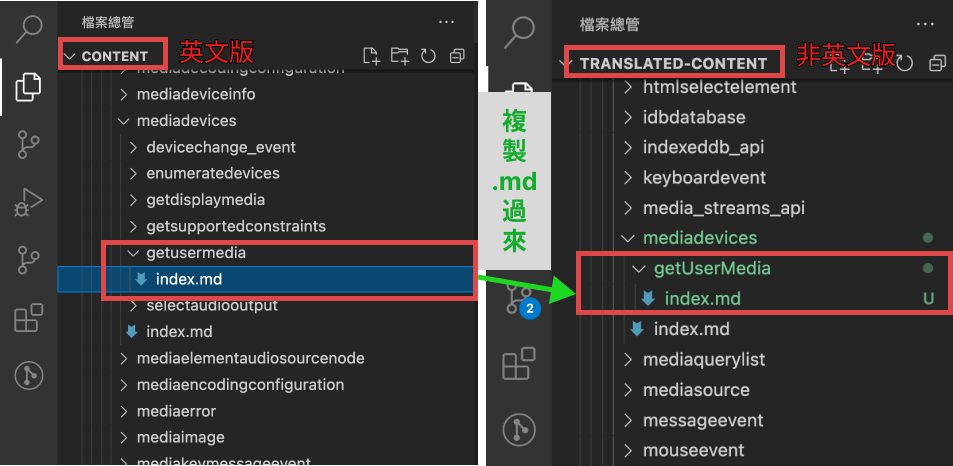 檔案總管
CONTENT
英文版
mediadecodingconfiguration
mediadeviceinfo
mediadevices
devicechange_event
enumeratedevices
getdisplaymedia
getsupportedconstraints
getusermedia
index.md
selectaudiooutput
index.md
mediaelementaudiosourcenode
mediaencodingconfiguration
mediaerror
mediaimage
mediakeymessageevent
複製.md過來
檔案總管
TRANSLATED-CONTENT
非英文版
htmlselectelement
idbdatabase
indexeddb_api
keyboardevent
media_streams_api
mediadevices
getUserMedia
index.md
U
2
index.md
mediaquerylist
mediasource
messageevent
mouseevent